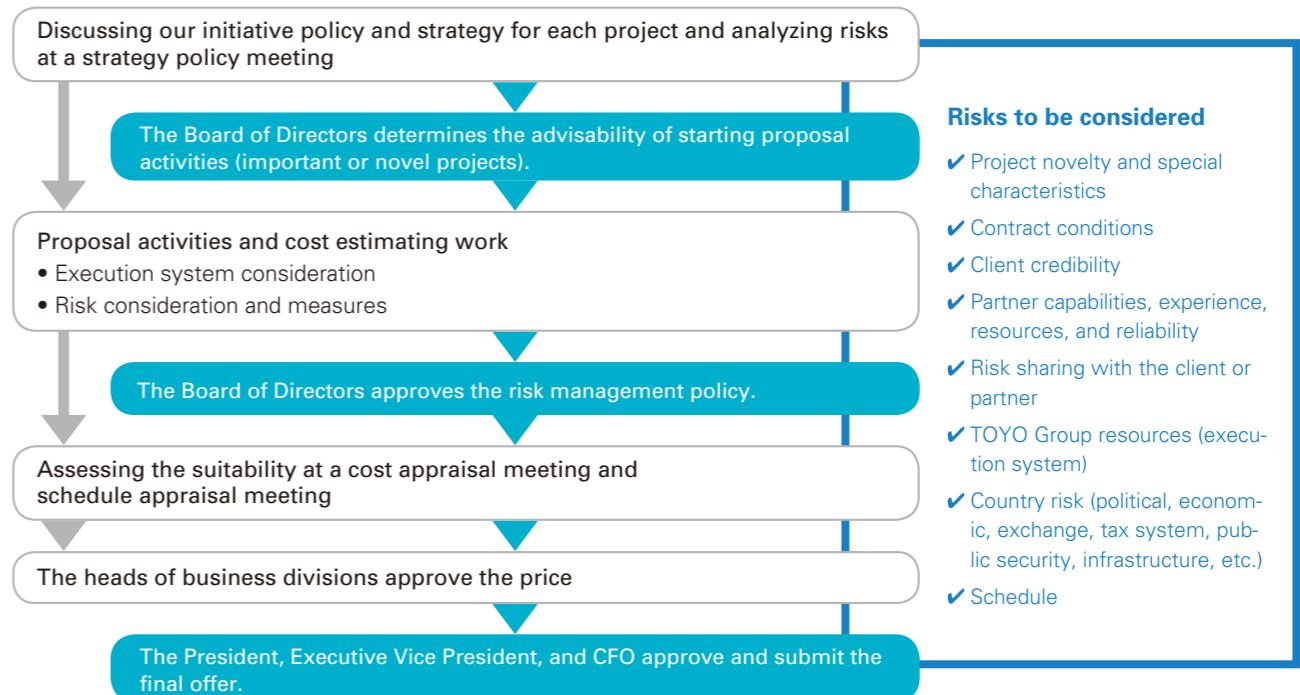 Discussing our initiative policy and strategy for each project and analyzing risks
at a strategy policy meeting
The Board of Directors determines the advisability of starting proposal
activities (important or novel projects).
Proposal activities and cost estimating work
• Execution system consideration
• Risk consideration and measures
The Board of Directors approves the risk management policy.
Assessing the suitability at a cost appraisal meeting and
schedule appraisal meeting
The heads of business divisions approve the price
The President, Executive Vice President, and CFO approve and submit the
final offer.
Risks to be considered
✔ Project novelty and special
characteristics
✔ Contract conditions
✔ Client credibility
✔ Partner capabilities, experience,
resources, and reliability
✔ Risk sharing with the client or
partner
✔ TOYO Group resources (execu-
tion system)
✔ Country risk (political, econom-
ic, exchange, tax system, pub-
lic security, infrastructure, etc.)
✔ Schedule